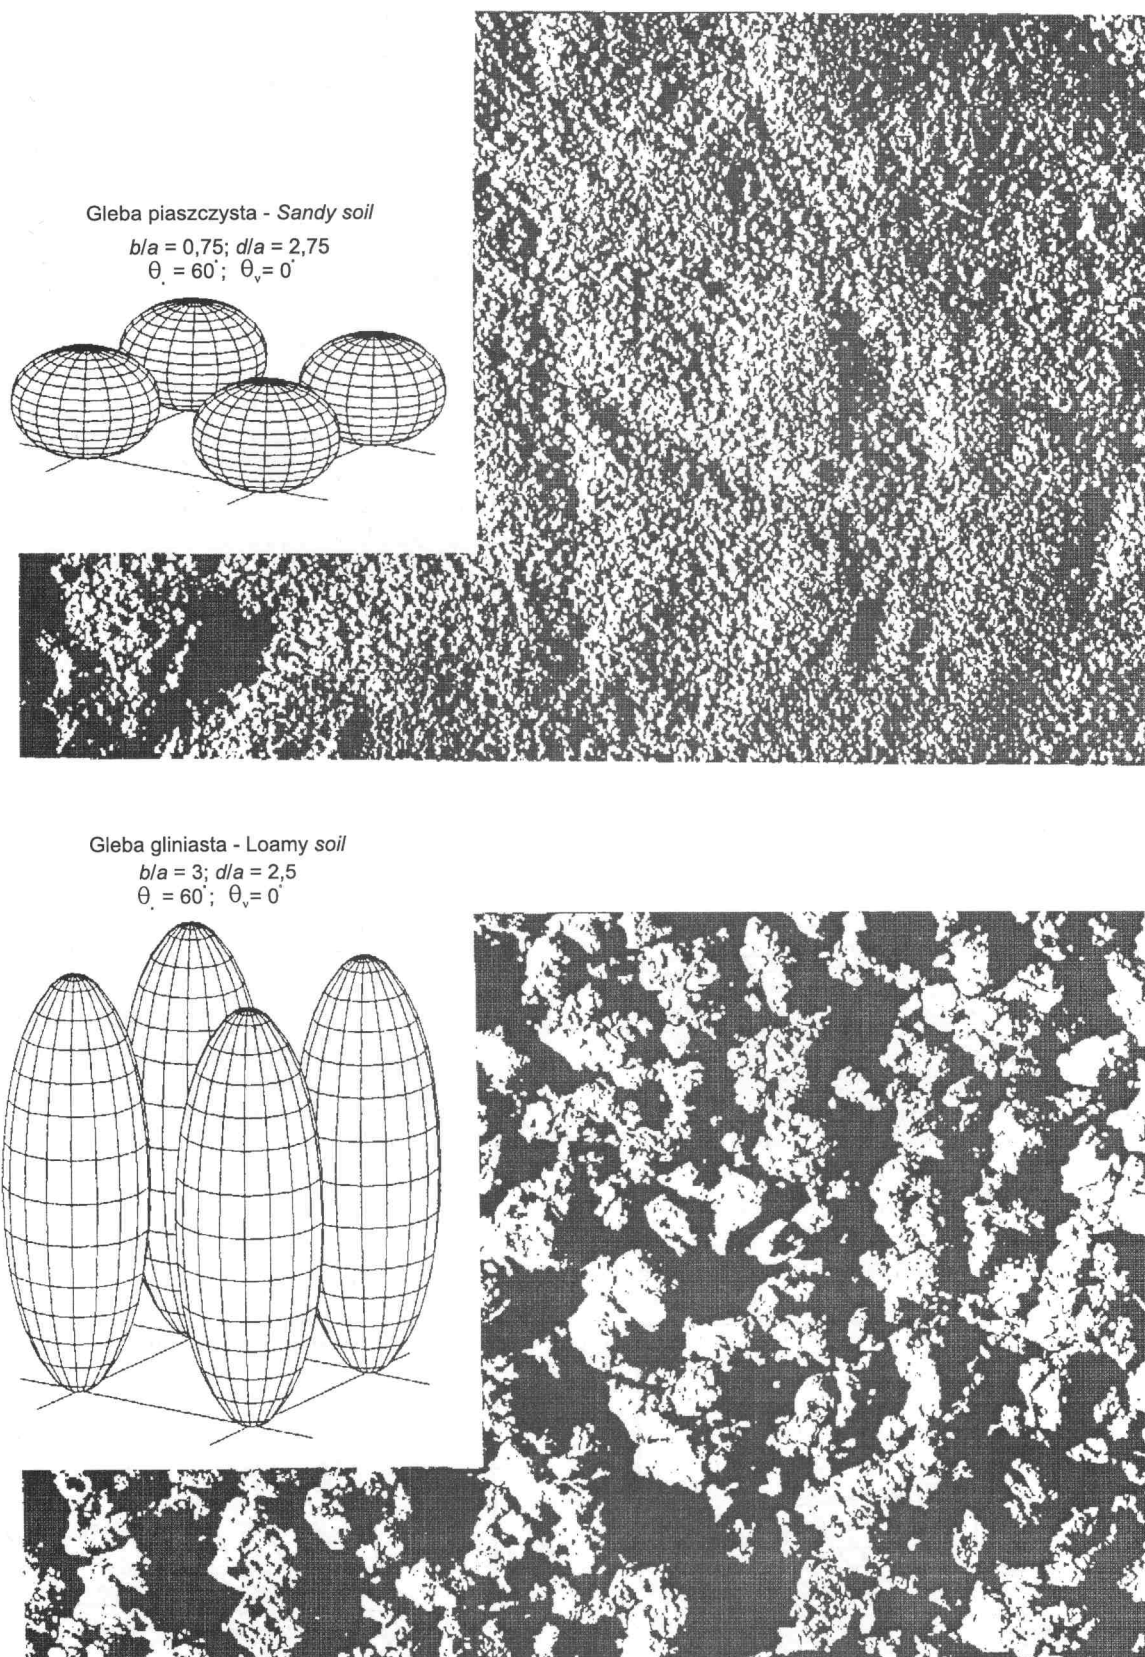 Gleba piaszczysta - Sandy soil
b/a = 0,75; d/a = 2,75
θ. = 60°; θᵥ= 0°
Gleba gliniasta - Loamy soil
b/a = 3; d/a = 2,5
θ. = 60°; θᵥ= 0°